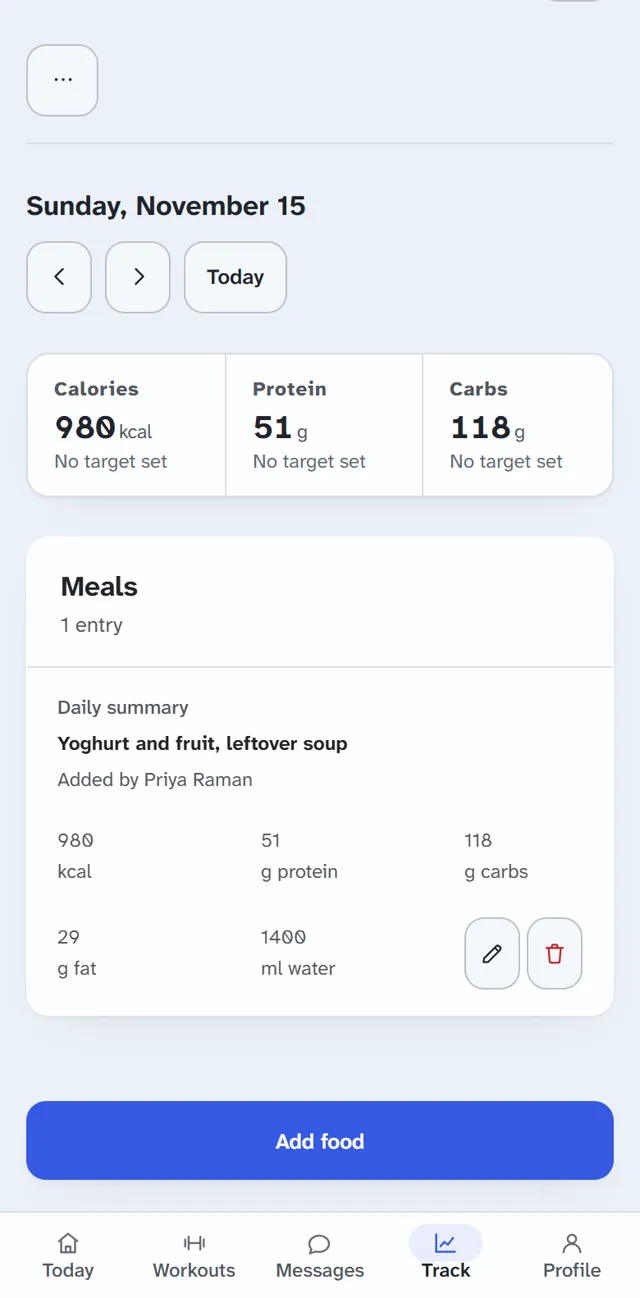 ...
Sunday, November 15
Today
Calories Protein Carbs
980 kcal 51 g 118 g
No target set No target set No target set
Meals
1 entry
Daily summary
Yoghurt and fruit, leftover soup
Added by Priya Raman
980 51 118
kcal g protein g carbs
29 1400
g fat ml water
Add food
Today Workouts Messages Track Profile